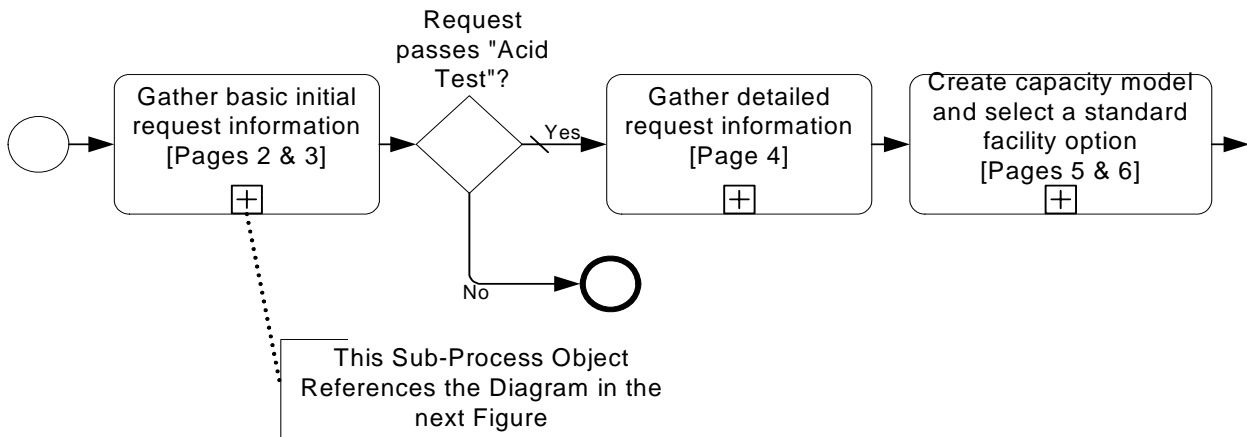 Request
passes "Acid
Test"?
Gather basic initial
request information
[Pages 2 & 3]
Yes
Gather detailed
request information
[Page 4]
Create capacity model
and select a standard
facility option
[Pages 5 & 6]
No
This Sub-Process Object
References the Diagram in the
next Figure